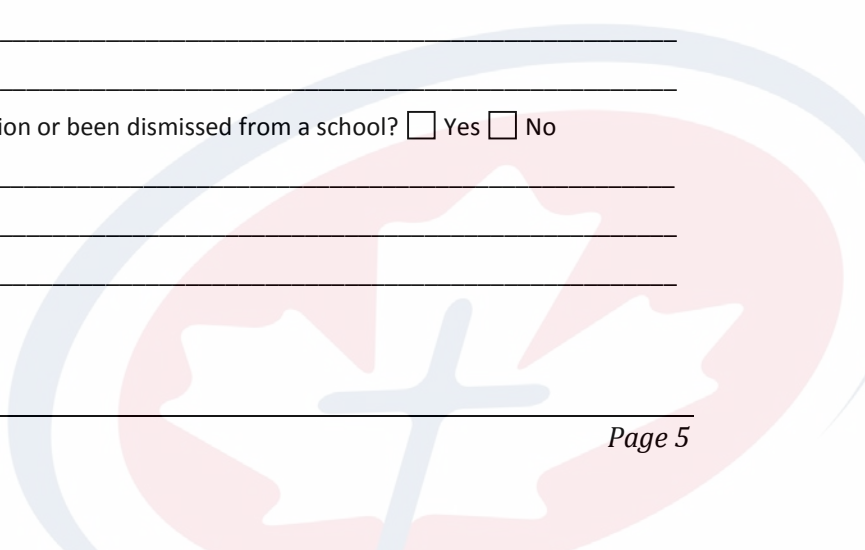 ion or been dismissed from a school? Yes No
Page 5